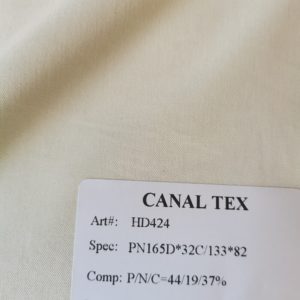 CANAL TEX
Art#: HD424
Spec: PN165D*32C/133*82
Comp: P/N/C=44/19/37%